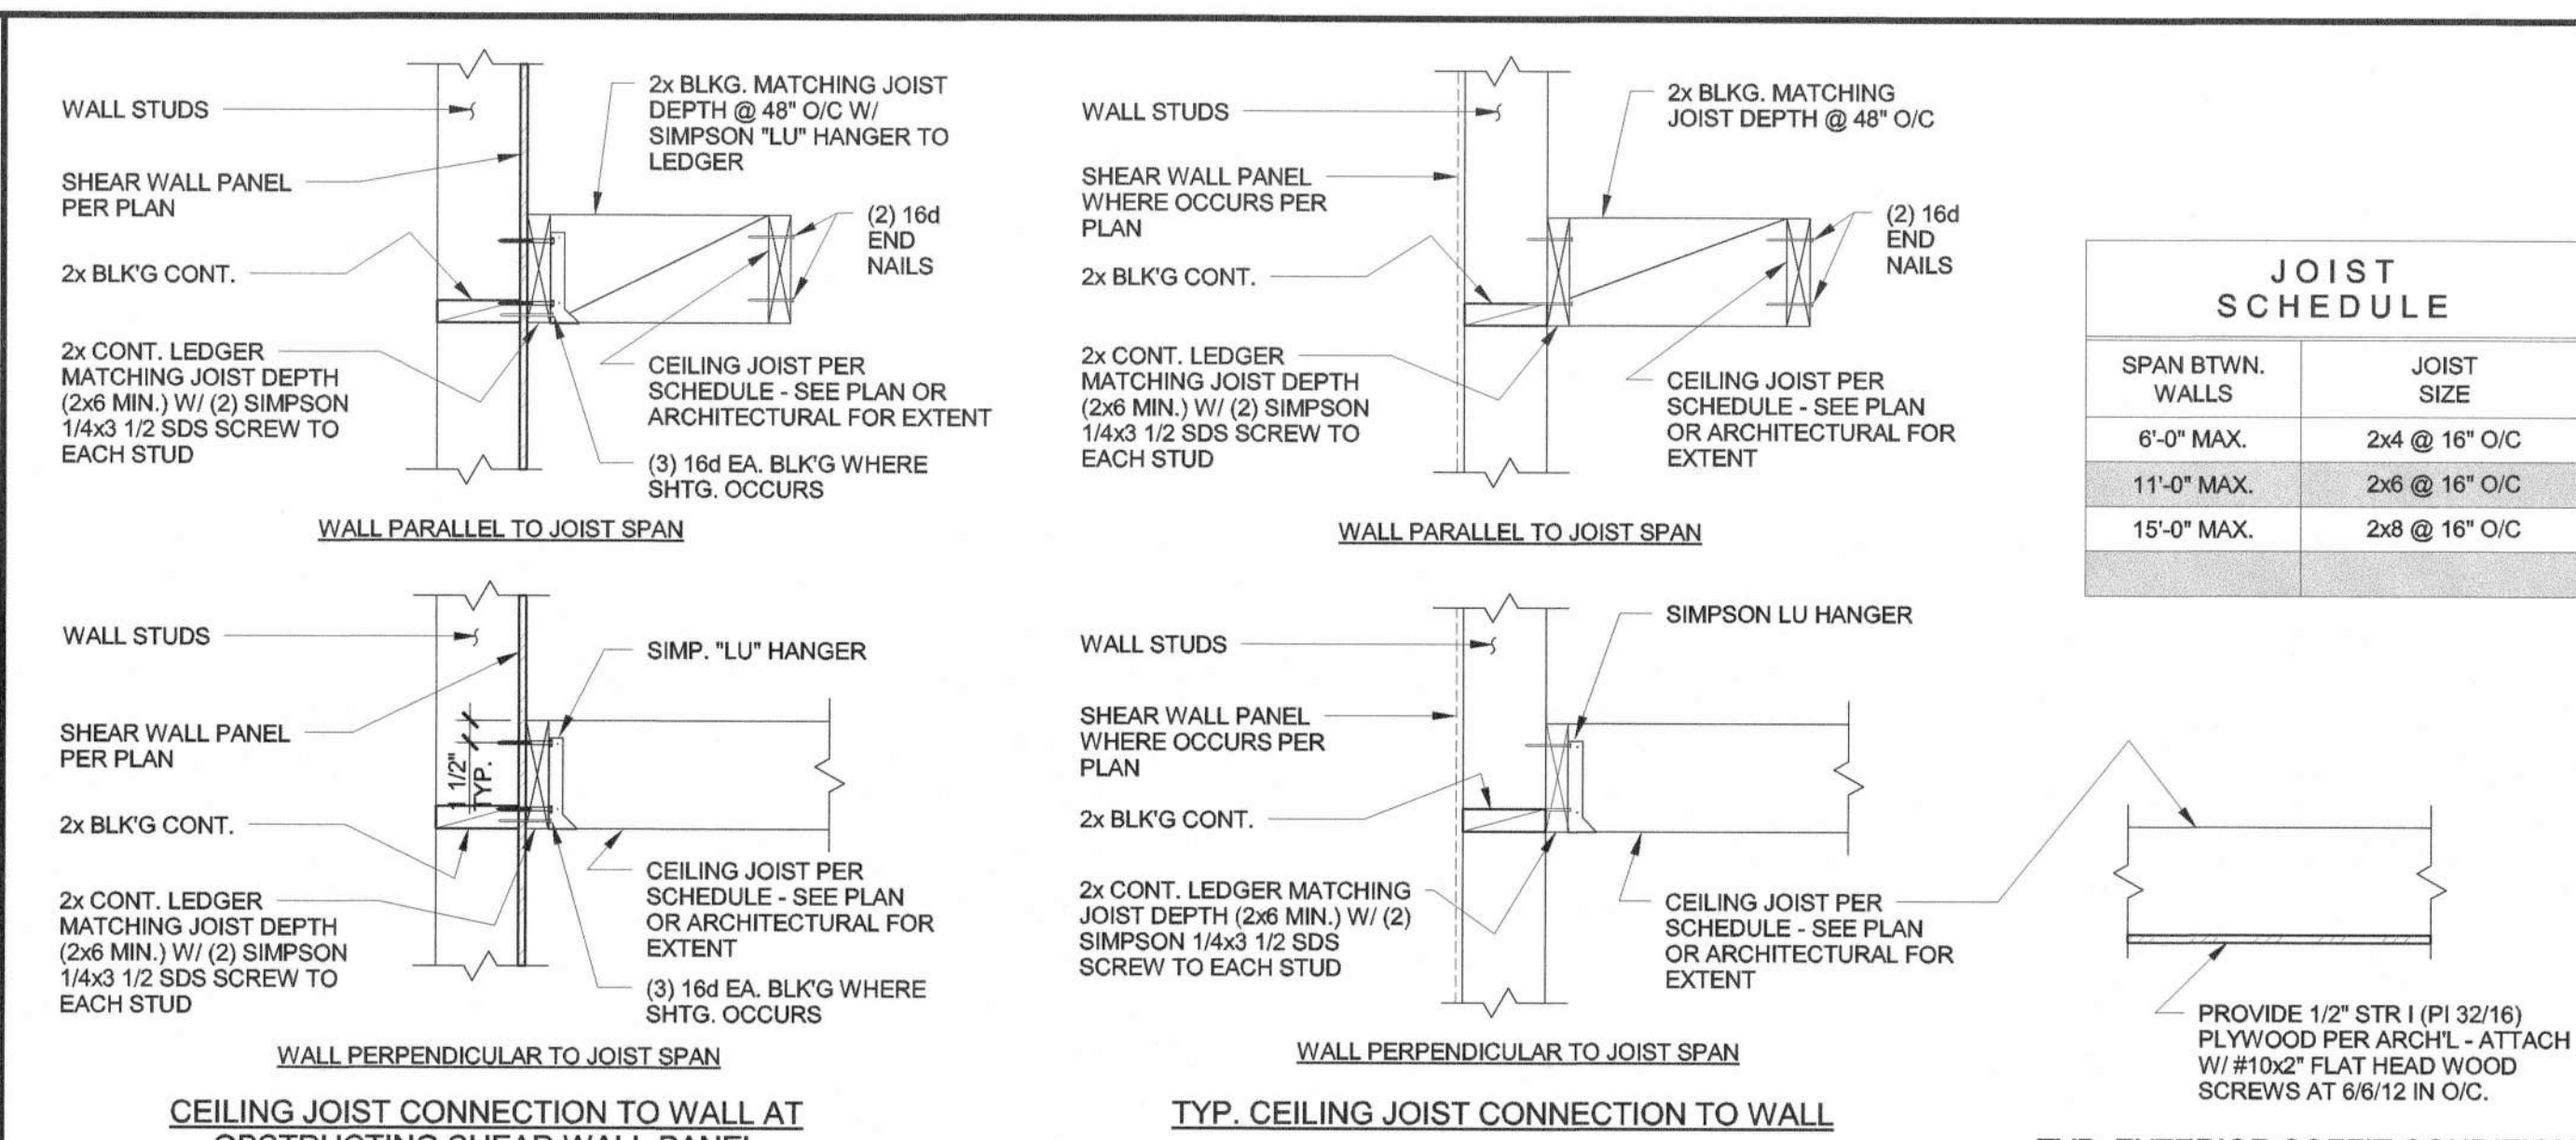 WALL STUDS
SHEAR WALL PANEL
PER PLAN
2x BLK'G CONT.
2x CONT. LEDGER
MATCHING JOIST DEPTH
(2x6 MIN.) W/ (2) SIMPSON
1/4x3 1/2 SDS SCREW TO
EACH STUD
2x BLKG. MATCHING JOIST
DEPTH @ 48" O/C W/
SIMPSON "LU" HANGER TO
LEDGER
(2) 16d
END
NAILS
CEILING JOIST PER
SCHEDULE - SEE PLAN OR
ARCHITECTURAL FOR EXTENT
(3) 16d EA. BLK'G WHERE
SHTG. OCCURS
WALL PARALLEL TO JOIST SPAN
WALL STUDS
SHEAR WALL PANEL
PER PLAN
1 1/2"
TYP.
2x BLK'G CONT.
2x CONT. LEDGER
MATCHING JOIST DEPTH
(2x6 MIN.) W/ (2) SIMPSON
1/4x3 1/2 SDS SCREW TO
EACH STUD
SIMP. "LU" HANGER
CEILING JOIST PER
SCHEDULE - SEE PLAN
OR ARCHITECTURAL FOR
EXTENT
(3) 16d EA. BLK'G WHERE
SHTG. OCCURS
WALL PERPENDICULAR TO JOIST SPAN
CEILING JOIST CONNECTION TO WALL AT
OBSTRUCTING SHEAR WALL PANEL
WALL STUDS
SHEAR WALL PANEL
WHERE OCCURS PER
PLAN
2x BLK'G CONT.
2x CONT. LEDGER
MATCHING JOIST DEPTH
(2x6 MIN.) W/ (2) SIMPSON
1/4x3 1/2 SDS SCREW TO
EACH STUD
2x BLKG. MATCHING
JOIST DEPTH @ 48" O/C
(2) 16d
END
NAILS
CEILING JOIST PER
SCHEDULE - SEE PLAN
OR ARCHITECTURAL FOR
EXTENT
WALL PARALLEL TO JOIST SPAN
WALL STUDS
SHEAR WALL PANEL
WHERE OCCURS PER
PLAN
2x BLK'G CONT.
2x CONT. LEDGER MATCHING
JOIST DEPTH (2x6 MIN.) W/ (2)
SIMPSON 1/4x3 1/2 SDS
SCREW TO EACH STUD
SIMPSON LU HANGER
CEILING JOIST PER
SCHEDULE - SEE PLAN
OR ARCHITECTURAL FOR
EXTENT
WALL PERPENDICULAR TO JOIST SPAN
TYP. CEILING JOIST CONNECTION TO WALL
JOIST
SCHEDULE
SPAN BTWN.
WALLS
JOIST
SIZE
6'-0" MAX.
2x4 @ 16" O/C
11'-0" MAX.
2x6 @ 16" O/C
15'-0" MAX.
2x8 @ 16" O/C
PROVIDE 1/2" STR I (PI 32/16)
PLYWOOD PER ARCH'L - ATTACH
W/ #10x2" FLAT HEAD WOOD
SCREWS AT 6/6/12 IN O/C.